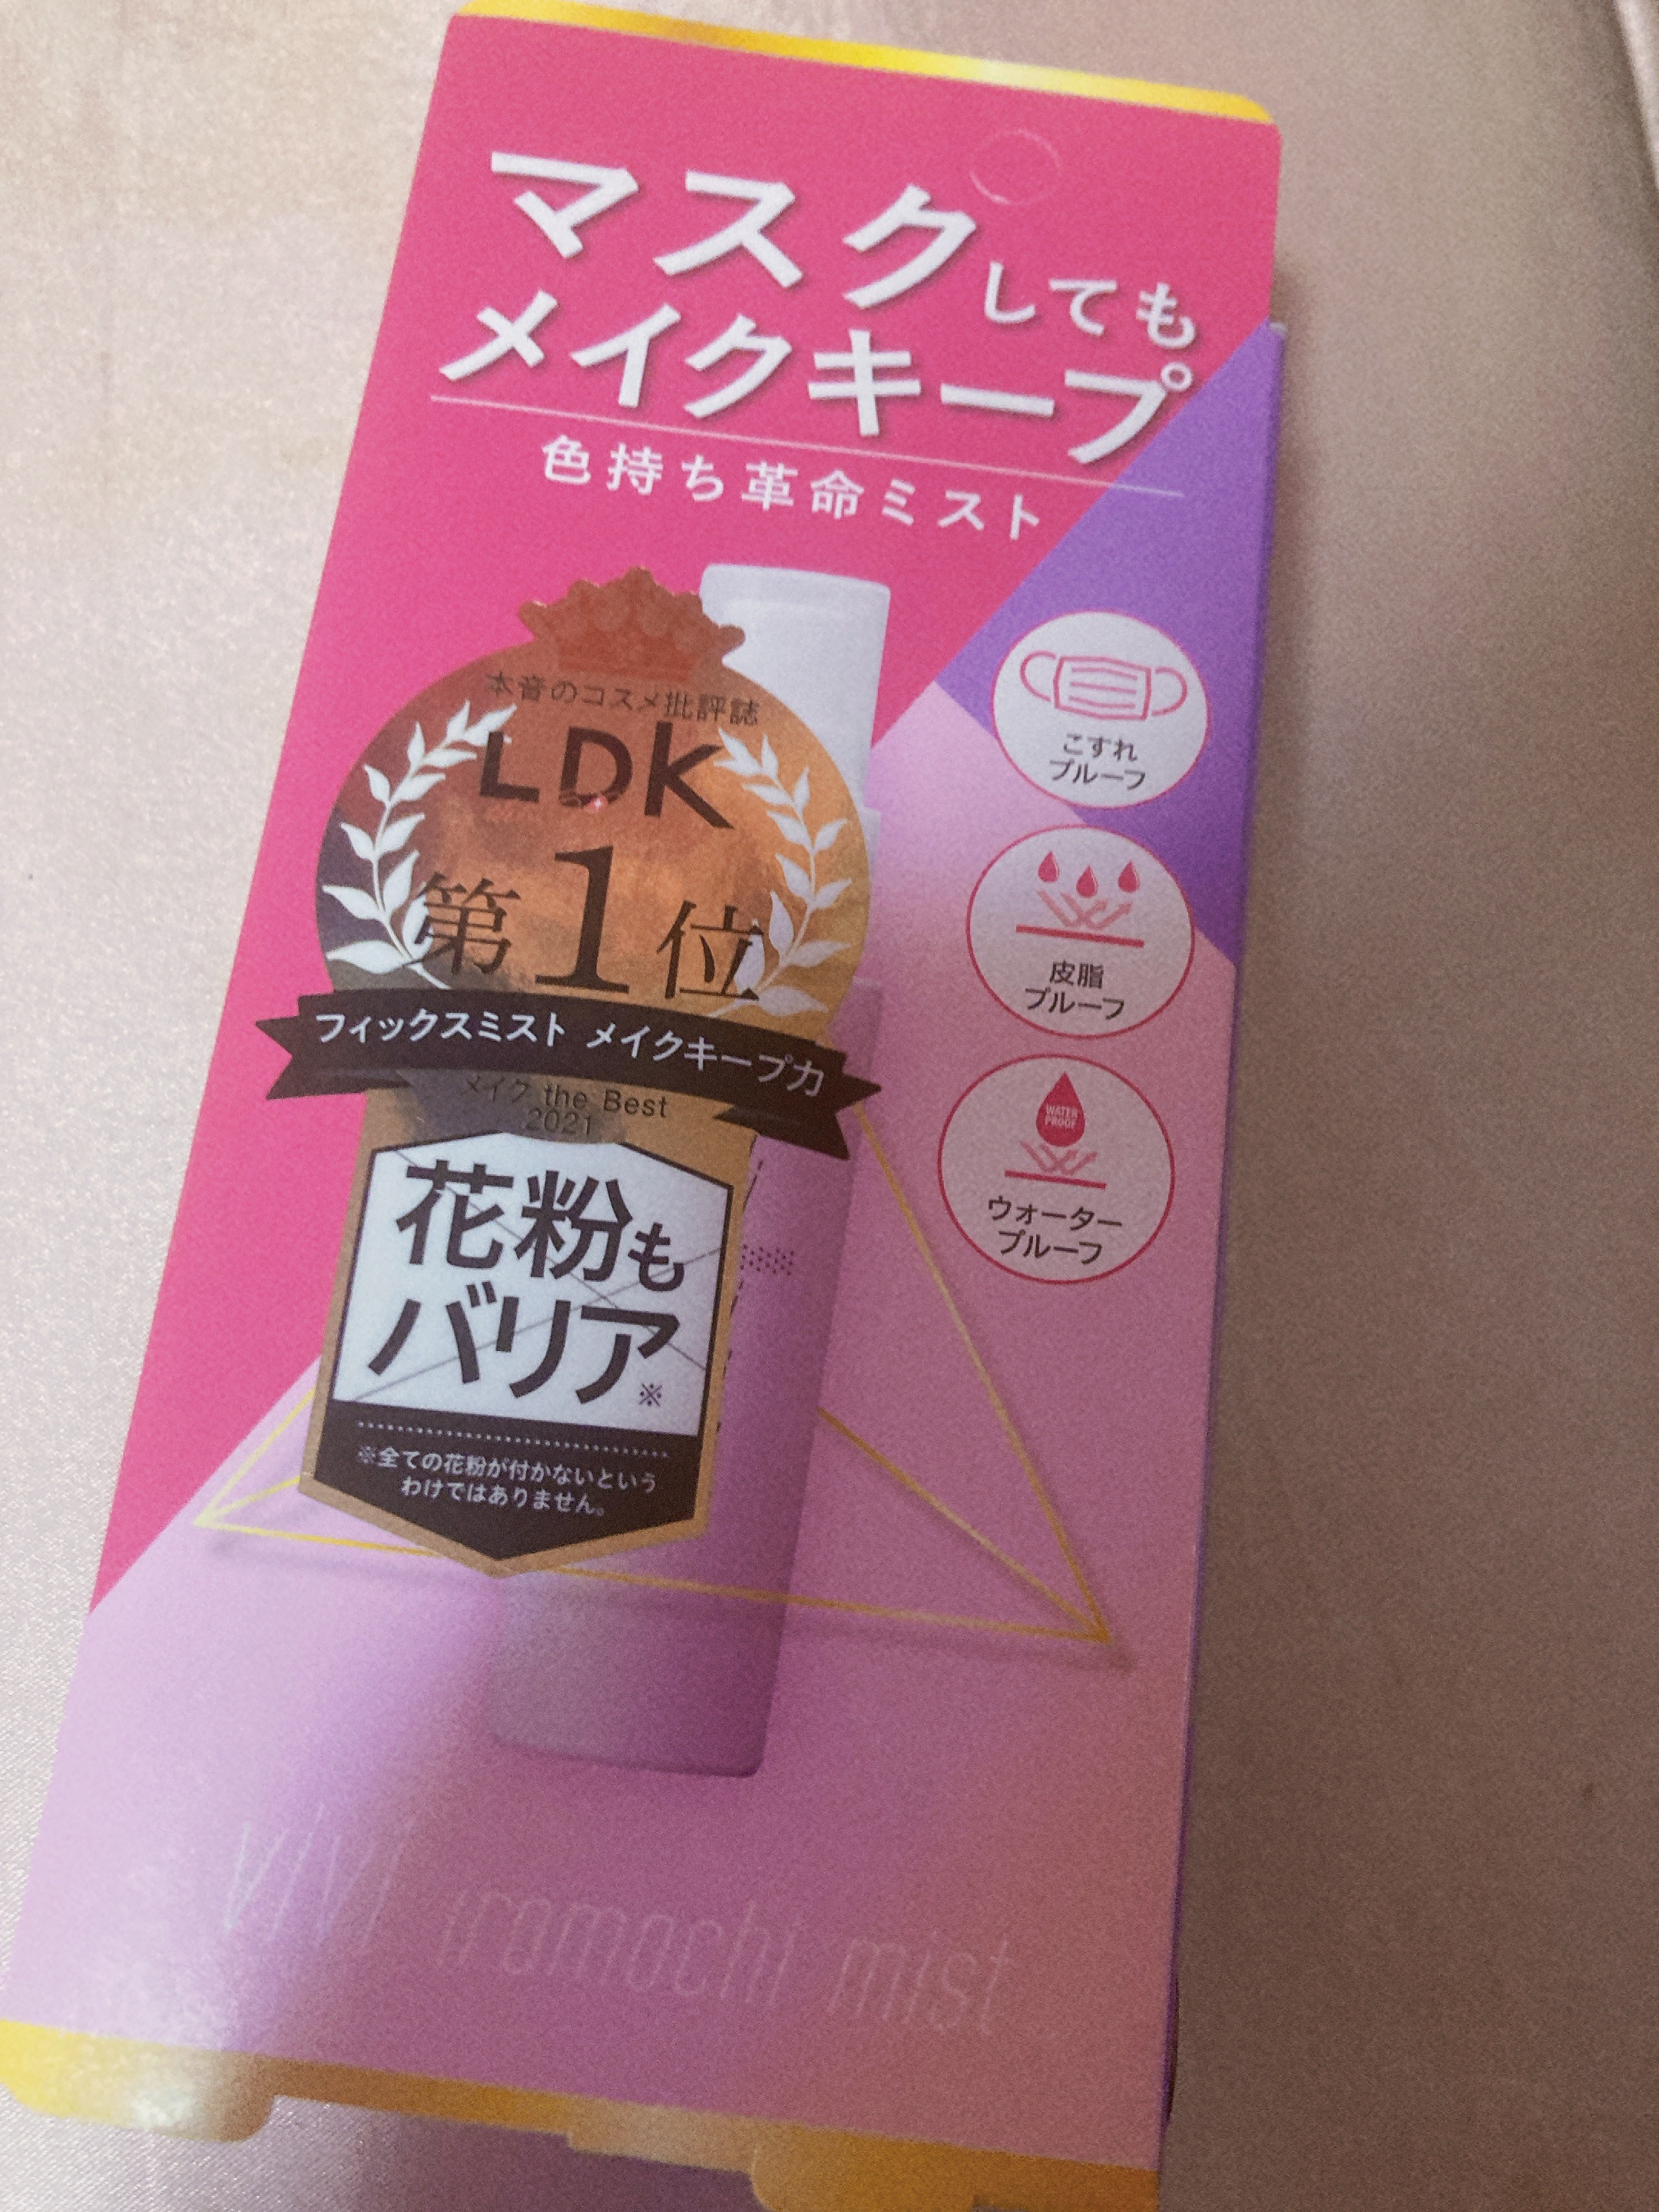 マスクしても
メイクキープ
色持ち革命ミスト
本音のコスメ批評誌
LDK
第1位
フィックスミスト メイクキープ力
メイク the Best
2021
花粉も
バリア※
※全ての花粉が付かないという
わけではありません。
こすれ
プルーフ
皮脂
プルーフ
WATER
PROOF
ウォーター
プルーフ
VIVI iromochi mist